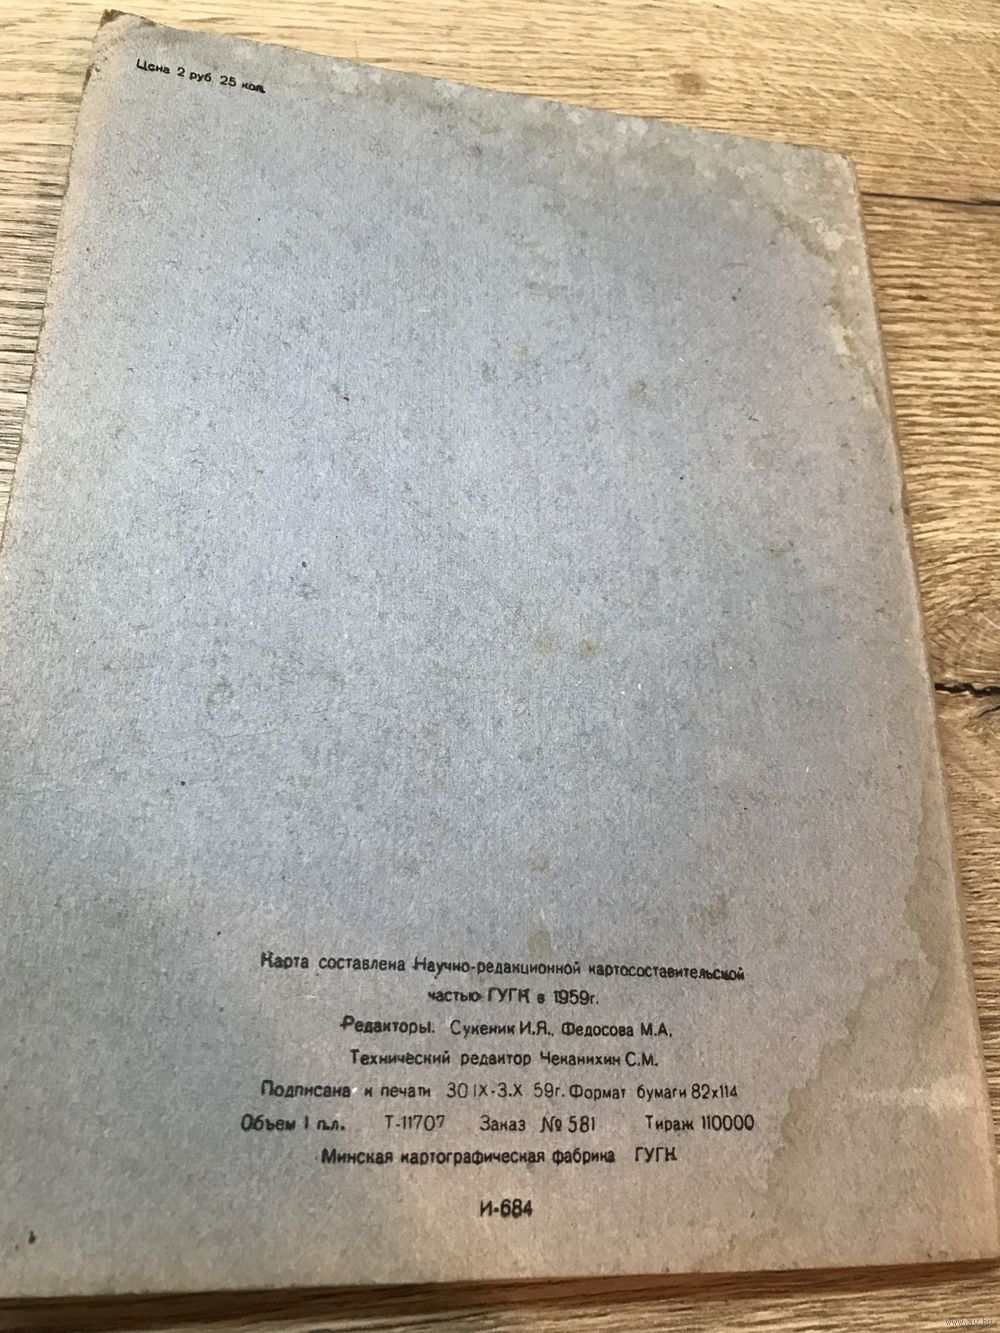 Цена 2 руб. 25 коп.
Карта составлена Научно-редакционной картосоставительской
частью ГУГК в 1959г.
Редакторы: Сукеник И.Я., Федосова М.А.
Технический редактор Чеканихин С.М.
Подписана к печати 30 IX-3.X 59г. Формат бумаги 82х114
Объем 1 п.л. Т-11707 Заказ № 581 Тираж 110000
Минская картографическая фабрика ГУГК
И-684